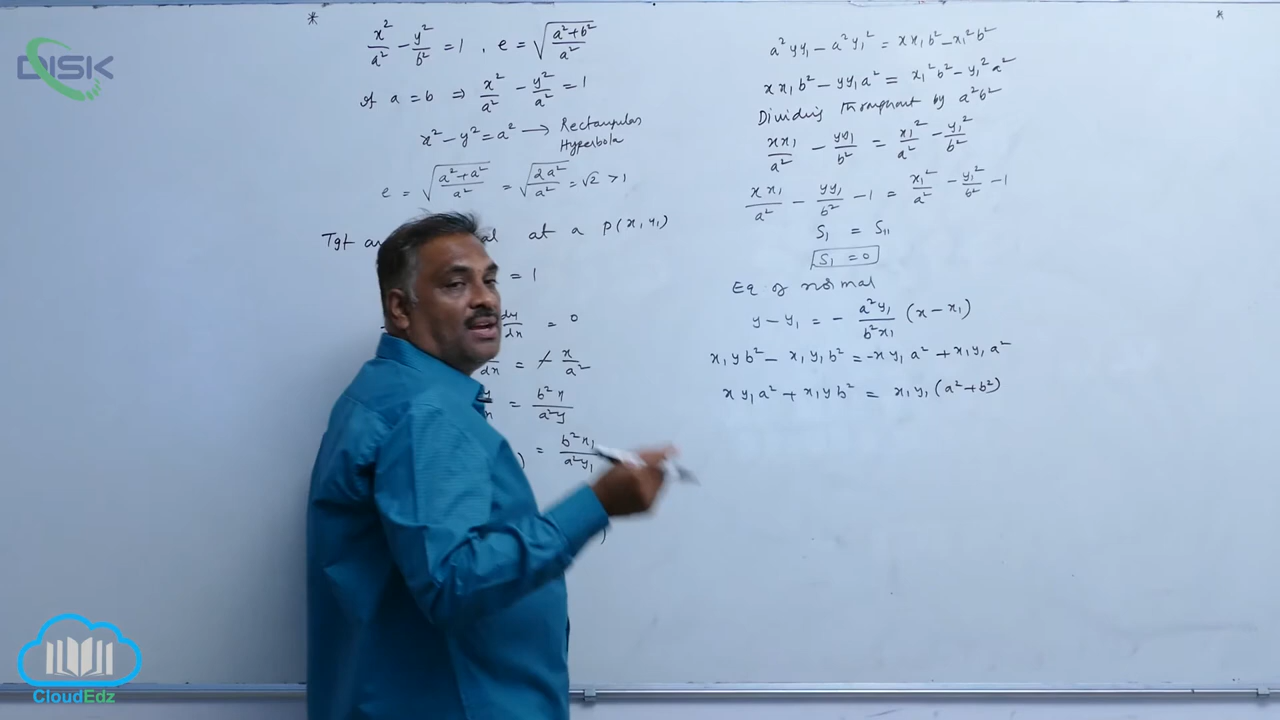 DISK
*
x²/a² - y²/b² = 1 , e = √((a²+b²)/a²)
If a = b ⇒ x²/a² - y²/a² = 1
x² - y² = a² → Rectangular Hyperbola
e = √((a²+a²)/a²) = √(2a²/a²) = √2 > 1
Tgt at a P(x₁ y₁)
= 1
dy/dx = 0
= x/a²
= b²x/a²y
= b²x₁/a²y₁
*
a²yy₁ - a²y₁² = xx₁b² - x₁²b²
xx₁b² - yy₁a² = x₁²b² - y₁²a²
Dividing throughout by a²b²
xx₁/a² - yy₁/b² = x₁²/a² - y₁²/b²
xx₁/a² - yy₁/b² - 1 = x₁²/a² - y₁²/b² - 1
S₁ = S₁₁
S₁ = 0
Eq of normal
y - y₁ = - a²y₁/b²x₁ (x - x₁)
x₁yb² - x₁y₁b² = -xy₁a² + x₁y₁a²
xy₁a² + x₁yb² = x₁y₁(a²+b²)
CloudEdz